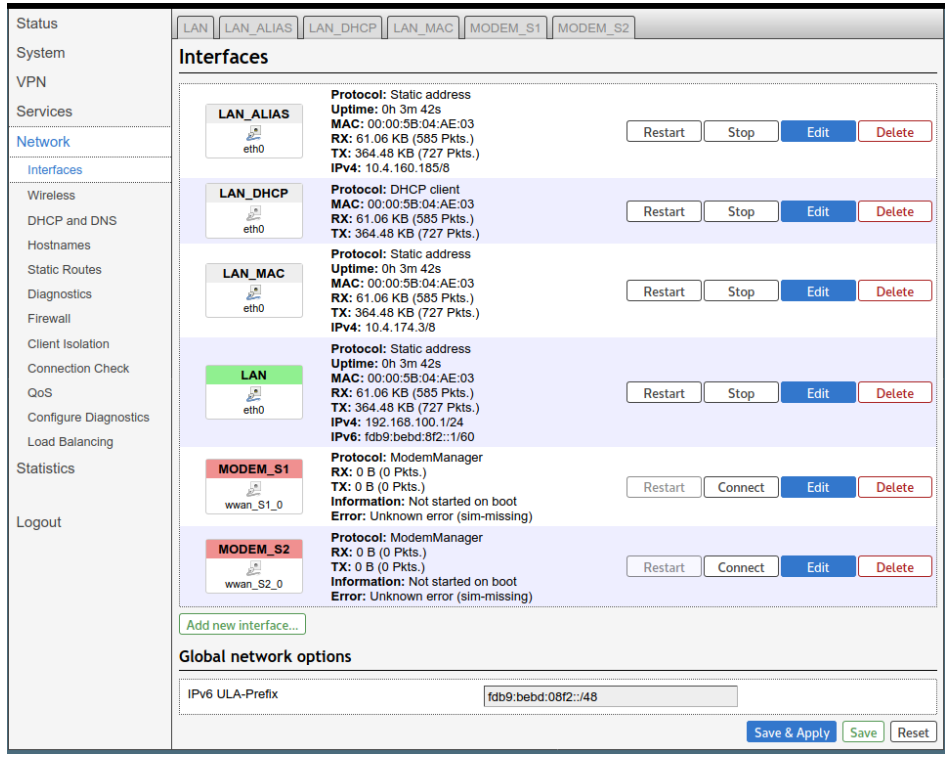 Status
System
VPN
Services
Network
Interfaces
Wireless
DHCP and DNS
Hostnames
Static Routes
Diagnostics
Firewall
Client Isolation
Connection Check
QoS
Configure Diagnostics
Load Balancing
Statistics
Logout
LAN LAN_ALIAS LAN_DHCP LAN_MAC MODEM_S1 MODEM_S2
Interfaces
LAN_ALIAS
eth0
Protocol: Static address
Uptime: 0h 3m 42s
MAC: 00:00:5B:04:AE:03
RX: 61.06 KB (585 Pkts.)
TX: 364.48 KB (727 Pkts.)
IPv4: 10.4.160.185/8
Restart Stop Edit Delete
LAN_DHCP
eth0
Protocol: DHCP client
MAC: 00:00:5B:04:AE:03
RX: 61.06 KB (585 Pkts.)
TX: 364.48 KB (727 Pkts.)
Restart Stop Edit Delete
LAN_MAC
eth0
Protocol: Static address
Uptime: 0h 3m 42s
MAC: 00:00:5B:04:AE:03
RX: 61.06 KB (585 Pkts.)
TX: 364.48 KB (727 Pkts.)
IPv4: 10.4.174.3/8
Restart Stop Edit Delete
LAN
eth0
Protocol: Static address
Uptime: 0h 3m 42s
MAC: 00:00:5B:04:AE:03
RX: 61.06 KB (585 Pkts.)
TX: 364.48 KB (727 Pkts.)
IPv4: 192.168.100.1/24
IPv6: fdb9:bebd:8f2::1/60
Restart Stop Edit Delete
MODEM_S1
wwan_S1_0
Protocol: ModemManager
RX: 0 B (0 Pkts.)
TX: 0 B (0 Pkts.)
Information: Not started on boot
Error: Unknown error (sim-missing)
Restart Connect Edit Delete
MODEM_S2
wwan_S2_0
Protocol: ModemManager
RX: 0 B (0 Pkts.)
TX: 0 B (0 Pkts.)
Information: Not started on boot
Error: Unknown error (sim-missing)
Restart Connect Edit Delete
Add new interface...
Global network options
IPv6 ULA-Prefix fdb9:bebd:08f2::/48
Save & Apply Save Reset